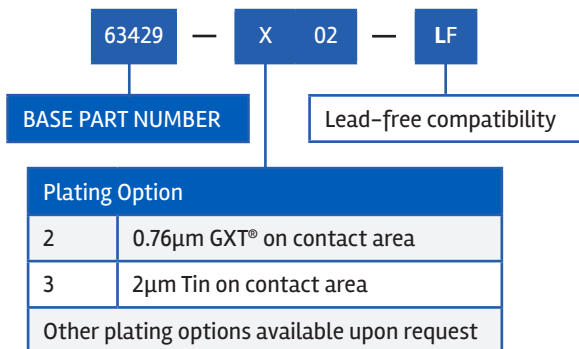 63429 — X 02 — LF
BASE PART NUMBER Lead-free compatibility
Plating Option
2 0.76µm GXT® on contact area
3 2µm Tin on contact area
Other plating options available upon request